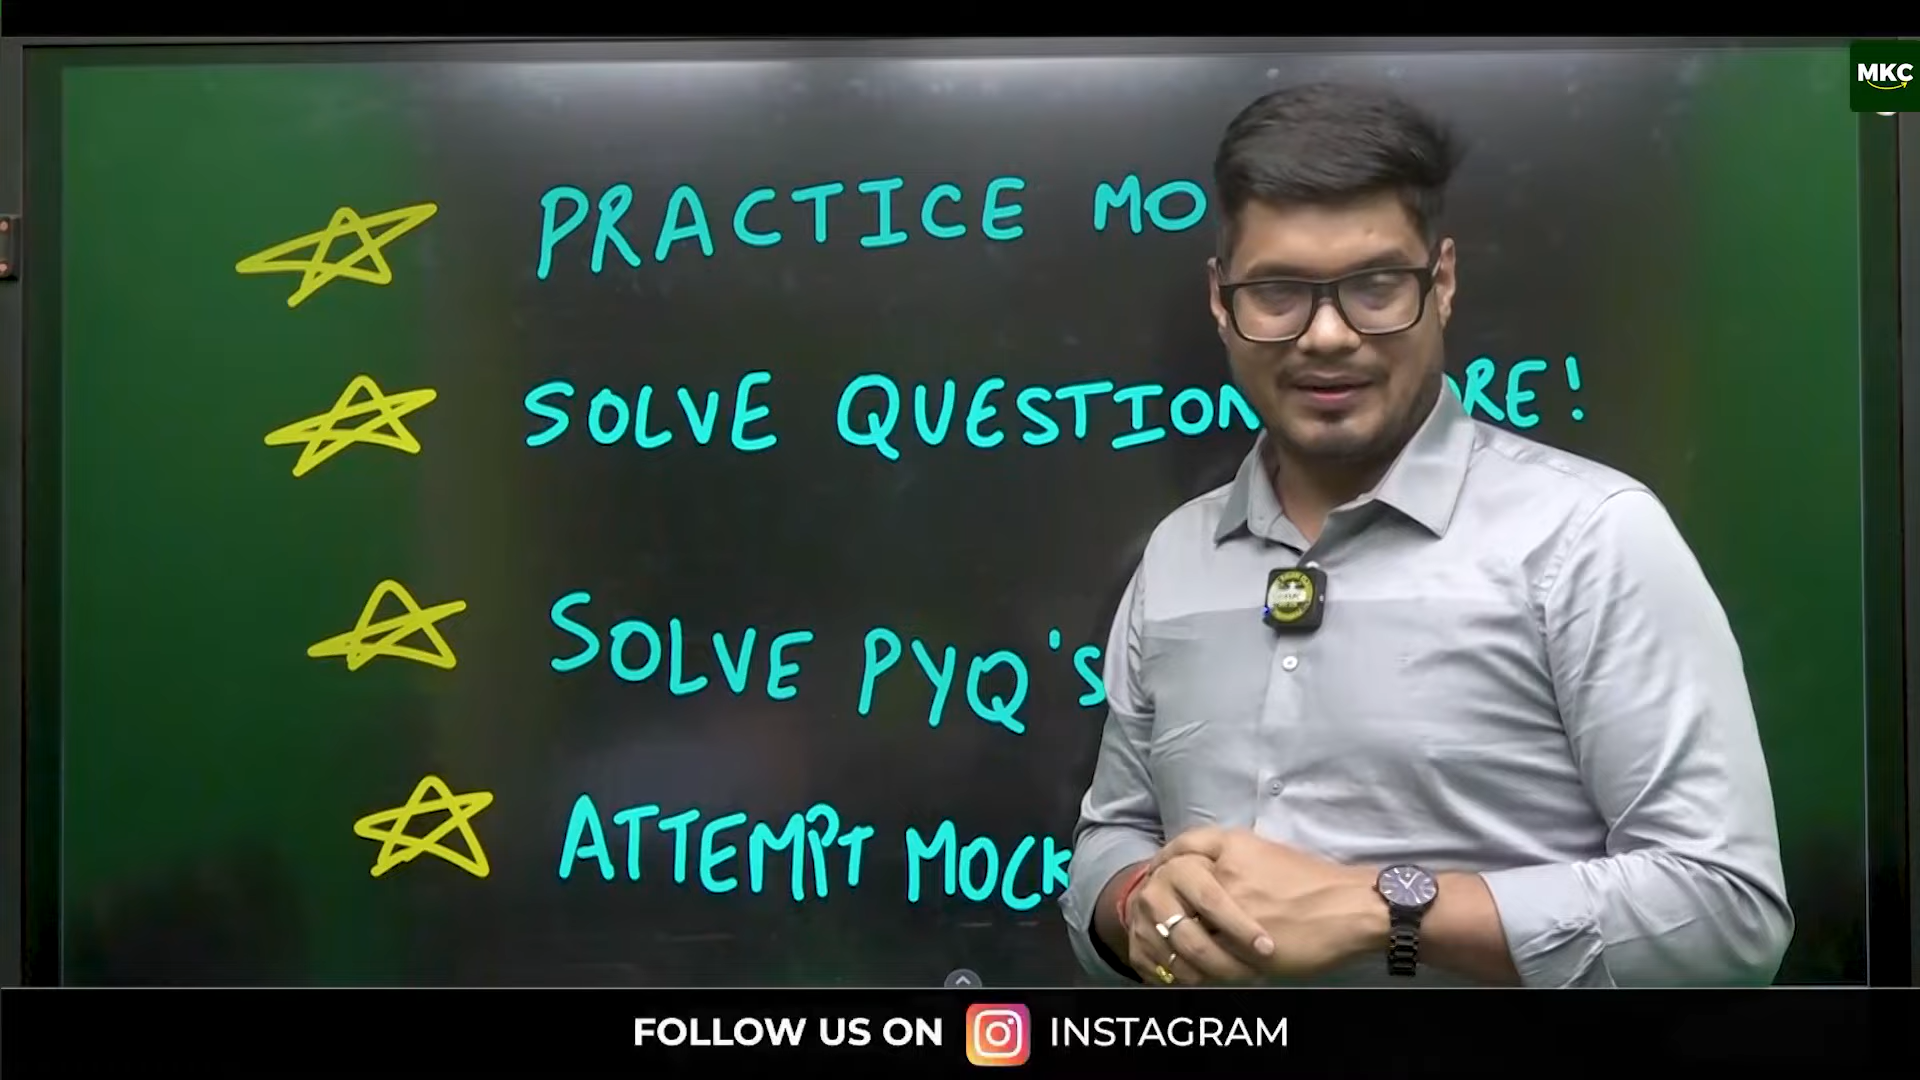 MKC
PRACTICE MO
SOLVE QUESTION RE!
SOLVE PYQ'S
ATTEMPT MOCK
FOLLOW US ON INSTAGRAM